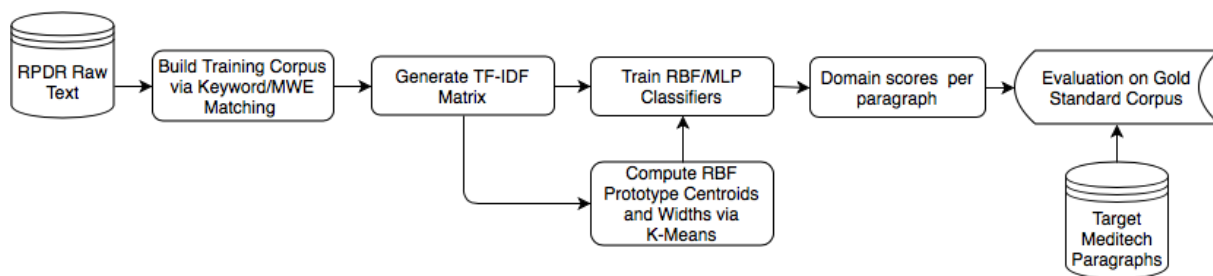 RPDR Raw
Text
Build Training Corpus
via Keyword/MWE
Matching
Generate TF-IDF
Matrix
Train RBF/MLP
Classifiers
Domain scores per
paragraph
Evaluation on Gold
Standard Corpus
Compute RBF
Prototype Centroids
and Widths via
K-Means
Target
Meditech
Paragraphs